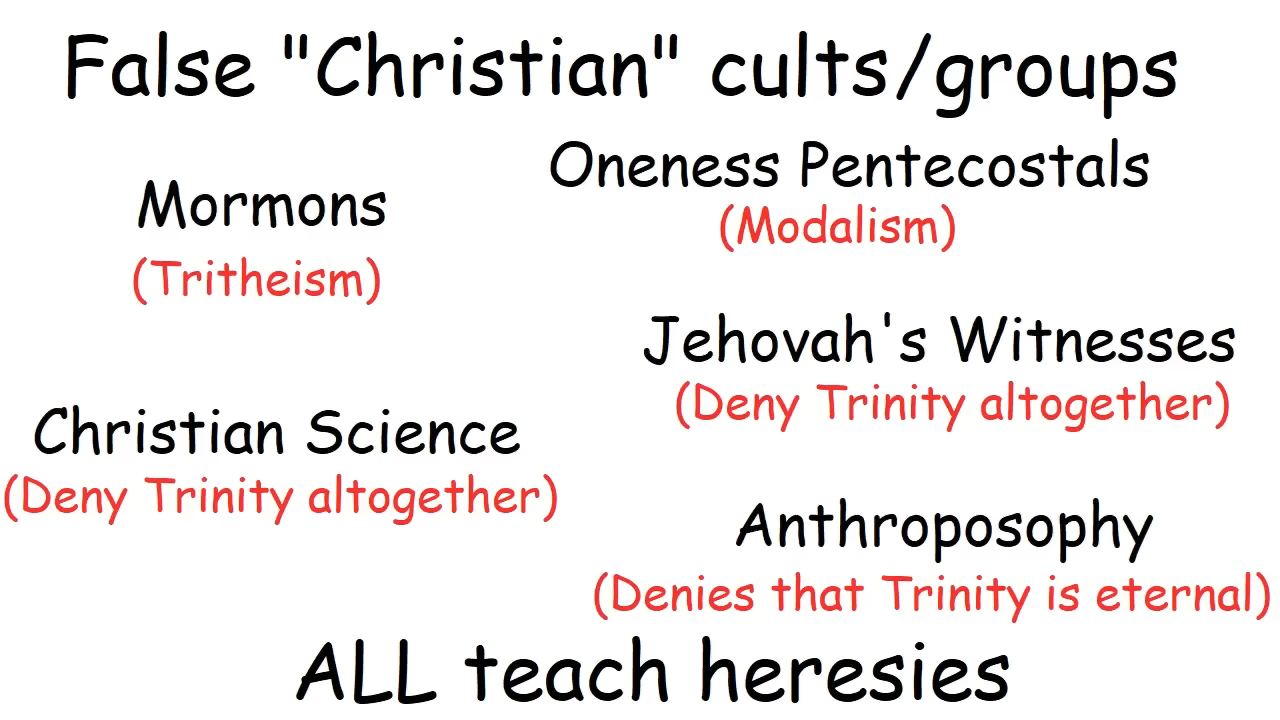 False "Christian" cults/groups
Oneness Pentecostals
(Modalism)
Mormons
(Tritheism)
Jehovah's Witnesses
(Deny Trinity altogether)
Christian Science
(Deny Trinity altogether)
Anthroposophy
(Denies that Trinity is eternal)
ALL teach heresies